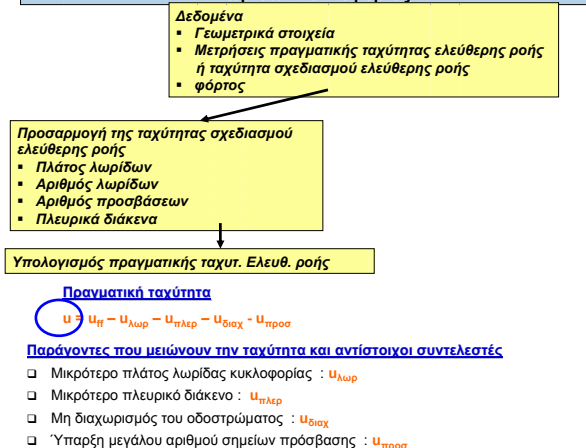 Δεδομένα
▪ Γεωμετρικά στοιχεία
▪ Μετρήσεις πραγματικής ταχύτητας ελεύθερης ροής
ή ταχύτητα σχεδιασμού ελεύθερης ροής
▪ φόρτος
Προσαρμογή της ταχύτητας σχεδιασμού
ελεύθερης ροής
▪ Πλάτος λωρίδων
▪ Αριθμός λωρίδων
▪ Αριθμός προσβάσεων
▪ Πλευρικά διάκενα
Υπολογισμός πραγματικής ταχυτ. Ελευθ. ροής
Πραγματική ταχύτητα
u = uff – uλωρ – uπλερ – uδιαχ - uπροσ
Παράγοντες που μειώνουν την ταχύτητα και αντίστοιχοι συντελεστές
❑ Μικρότερο πλάτος λωρίδας κυκλοφορίας : uλωρ
❑ Μικρότερο πλευρικό διάκενο : uπλερ
❑ Μη διαχωρισμός του οδοστρώματος : uδιαχ
❑ Ύπαρξη μεγάλου αριθμού σημείων πρόσβασης : uπροσ